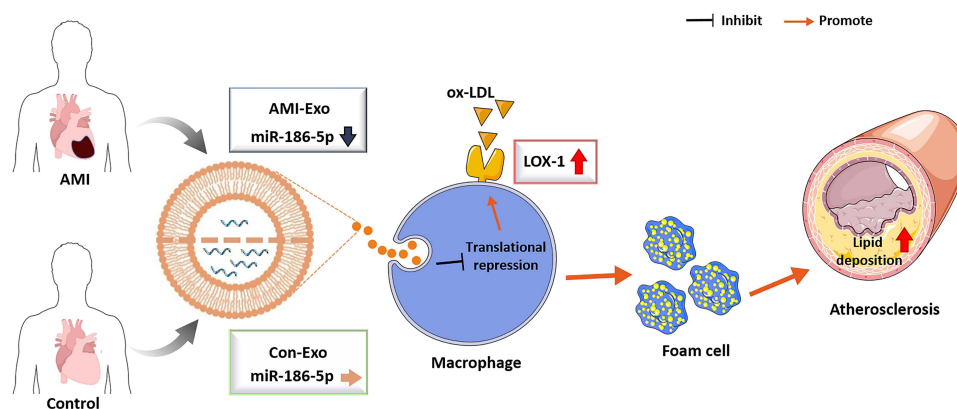 Inhibit
Promote
AMI-Exo
miR-186-5p
ox-LDL
LOX-1
AMI
Translational
repression
Lipid
deposition
Atherosclerosis
Foam cell
Macrophage
Con-Exo
miR-186-5p
Control